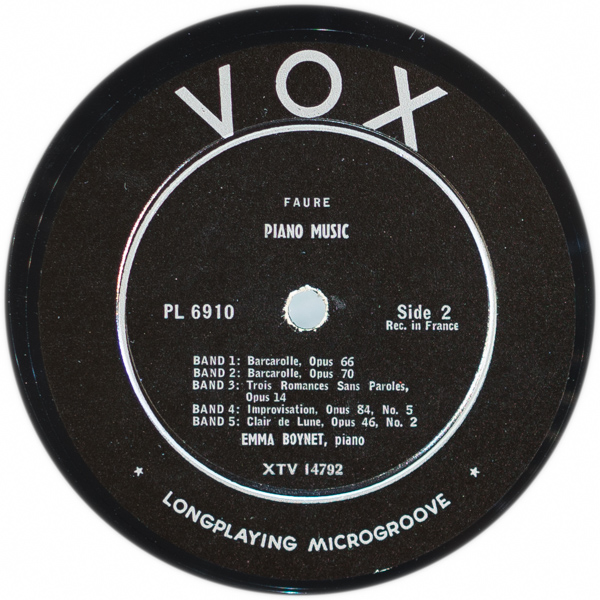 VOX
FAURE
PIANO MUSIC
PL 6910
Side 2
Rec. in France
BAND 1: Barcarolle, Opus 66
BAND 2: Barcarolle, Opus 70
BAND 3: Trois Romances Sans Paroles,
Opus 14
BAND 4: Improvisation, Opus 84, No. 5
BAND 5: Clair de Lune, Opus 46, No. 2
EMMA BOYNET, piano
XTV 14792
* LONGPLAYING MICROGROOVE *